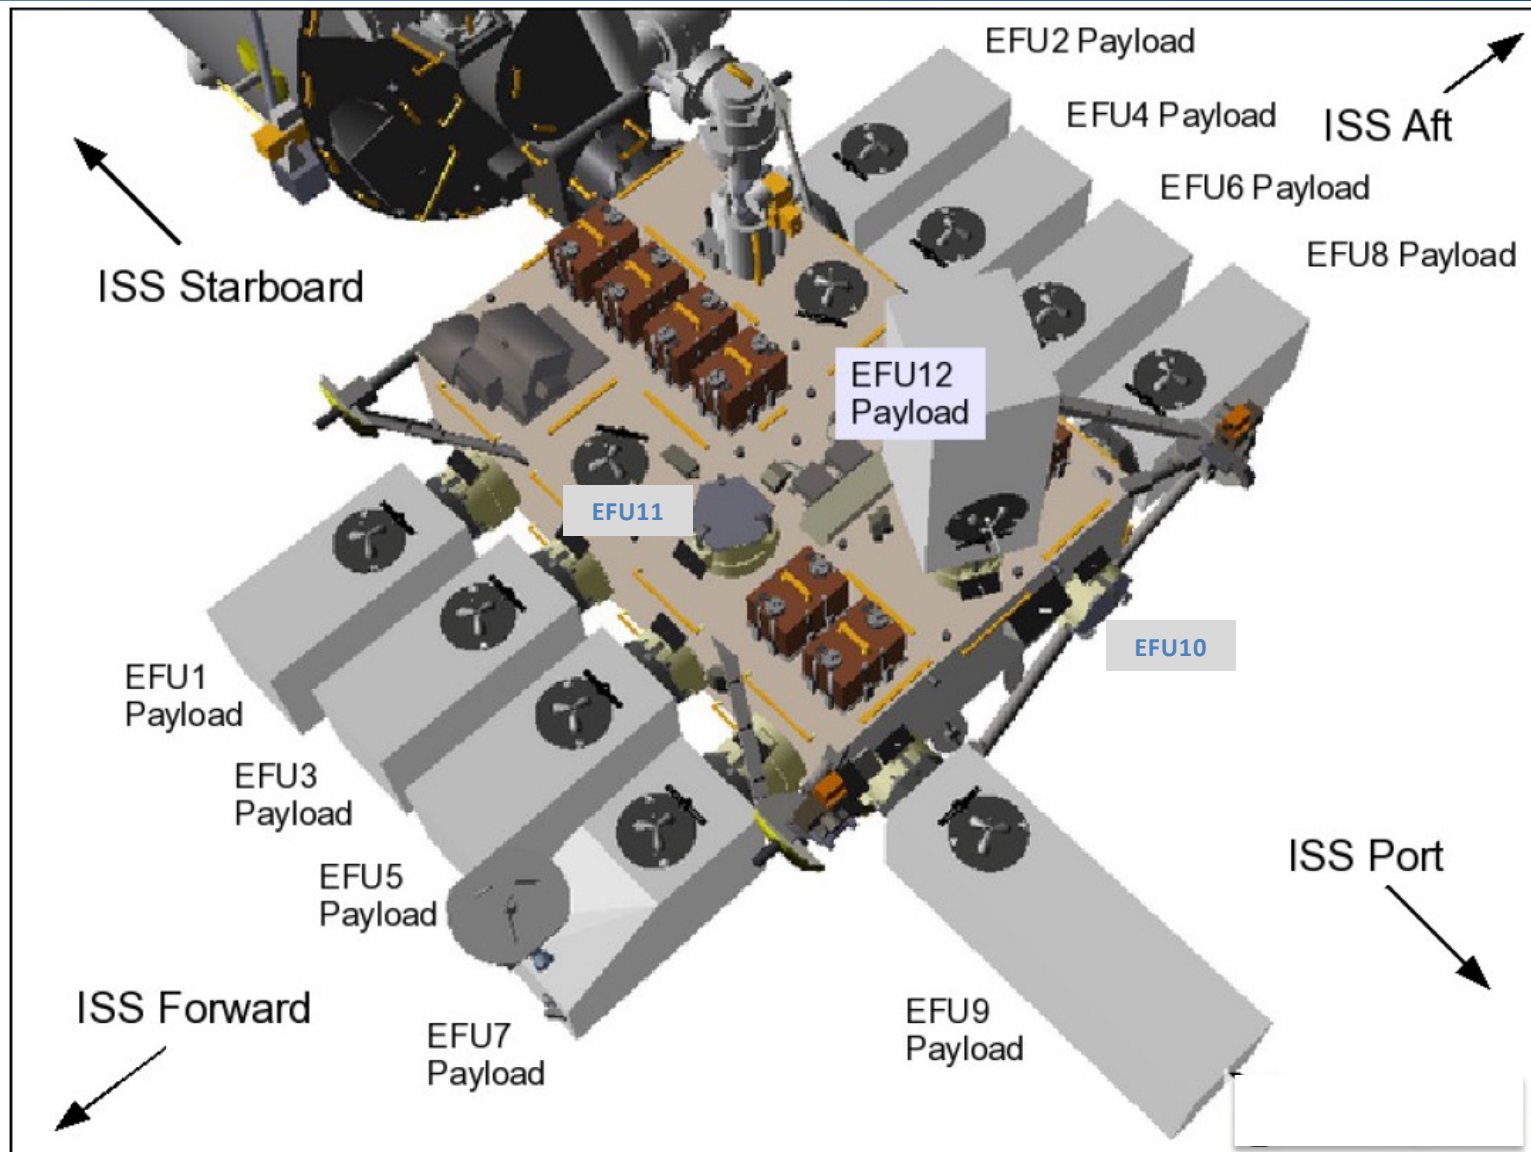 EFU2 Payload
EFU4 Payload
ISS Aft
EFU6 Payload
EFU8 Payload
ISS Starboard
EFU12
Payload
EFU11
EFU10
EFU1
Payload
EFU3
Payload
EFU5
Payload
ISS Port
ISS Forward
EFU7
Payload
EFU9
Payload